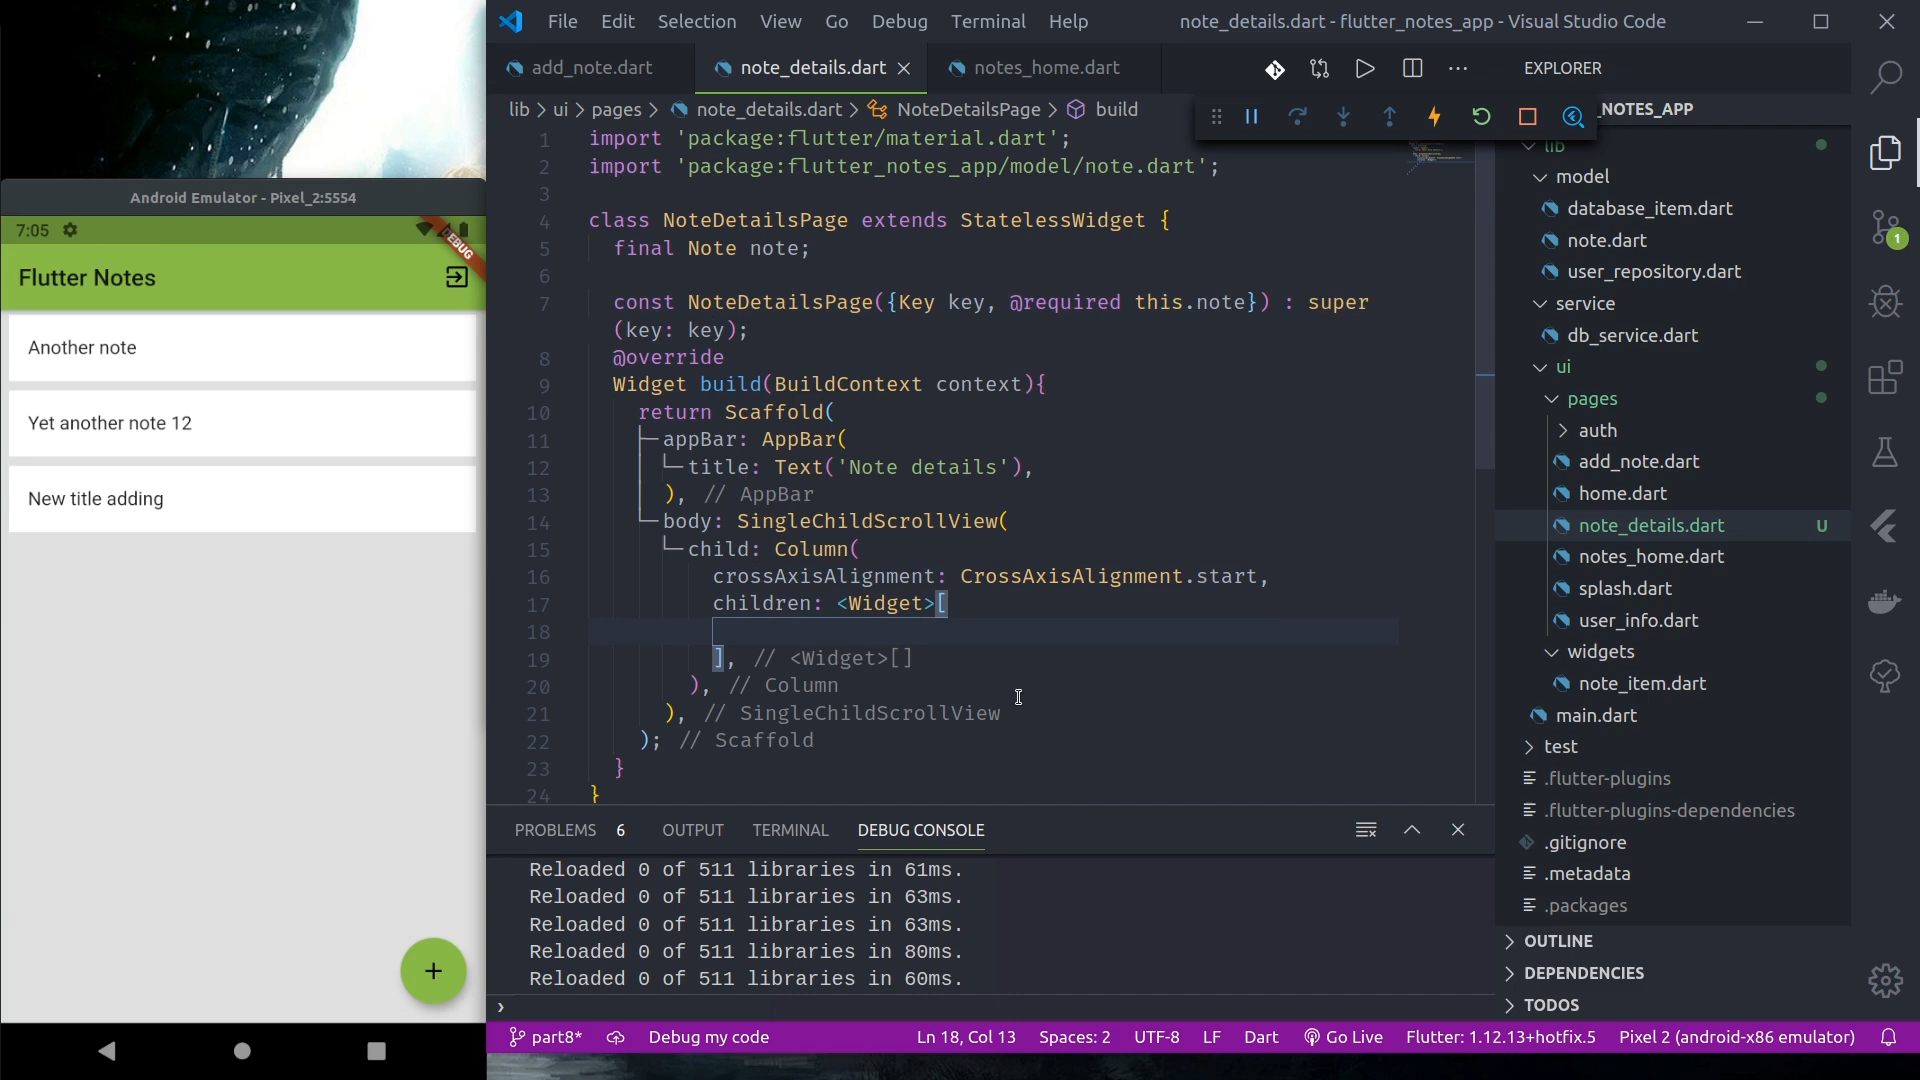 Android Emulator - Pixel_2:5554
7:05
DEBUG
Flutter Notes
Another note
Yet another note 12
New title adding
+
File Edit Selection View Go Debug Terminal Help
note_details.dart - flutter_notes_app - Visual Studio Code
add_note.dart
note_details.dart
notes_home.dart
lib > ui > pages > note_details.dart > NoteDetailsPage > build
1 import 'package:flutter/material.dart';
2 import 'package:flutter_notes_app/model/note.dart';
3
4 class NoteDetailsPage extends StatelessWidget {
5 final Note note;
6
7 const NoteDetailsPage({Key key, @required this.note}) : super
(key: key);
8 @override
9 Widget build(BuildContext context){
10 return Scaffold(
11 appBar: AppBar(
12 title: Text('Note details'),
13 ), // AppBar
14 body: SingleChildScrollView(
15 child: Column(
16 crossAxisAlignment: CrossAxisAlignment.start,
17 children: <Widget>[
18
19 ], // <Widget>[]
20 ), // Column
21 ), // SingleChildScrollView
22 ); // Scaffold
23 }
24 }
PROBLEMS 6 OUTPUT TERMINAL DEBUG CONSOLE
Reloaded 0 of 511 libraries in 61ms.
Reloaded 0 of 511 libraries in 63ms.
Reloaded 0 of 511 libraries in 63ms.
Reloaded 0 of 511 libraries in 80ms.
Reloaded 0 of 511 libraries in 60ms.
EXPLORER
_NOTES_APP
lib
model
database_item.dart
note.dart
user_repository.dart
service
db_service.dart
ui
pages
auth
add_note.dart
home.dart
note_details.dart U
notes_home.dart
splash.dart
user_info.dart
widgets
note_item.dart
main.dart
test
.flutter-plugins
.flutter-plugins-dependencies
.gitignore
.metadata
.packages
OUTLINE
DEPENDENCIES
TODOS
1
part8* Debug my code Ln 18, Col 13 Spaces: 2 UTF-8 LF Dart Go Live Flutter: 1.12.13+hotfix.5 Pixel 2 (android-x86 emulator)